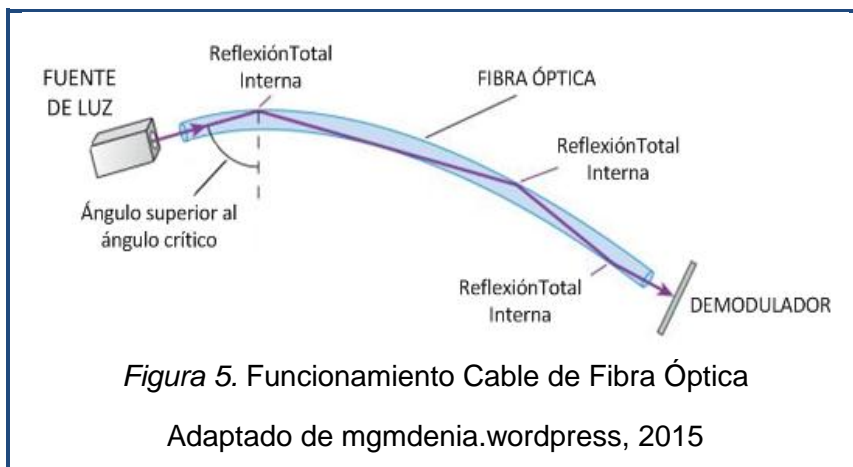 ReflexiónTotal
Interna
FUENTE
DE LUZ
FIBRA ÓPTICA
ReflexiónTotal
Interna
Ángulo superior al
ángulo crítico
ReflexiónTotal
Interna
DEMODULADOR
Figura 5. Funcionamiento Cable de Fibra Óptica
Adaptado de mgmdenia.wordpress, 2015